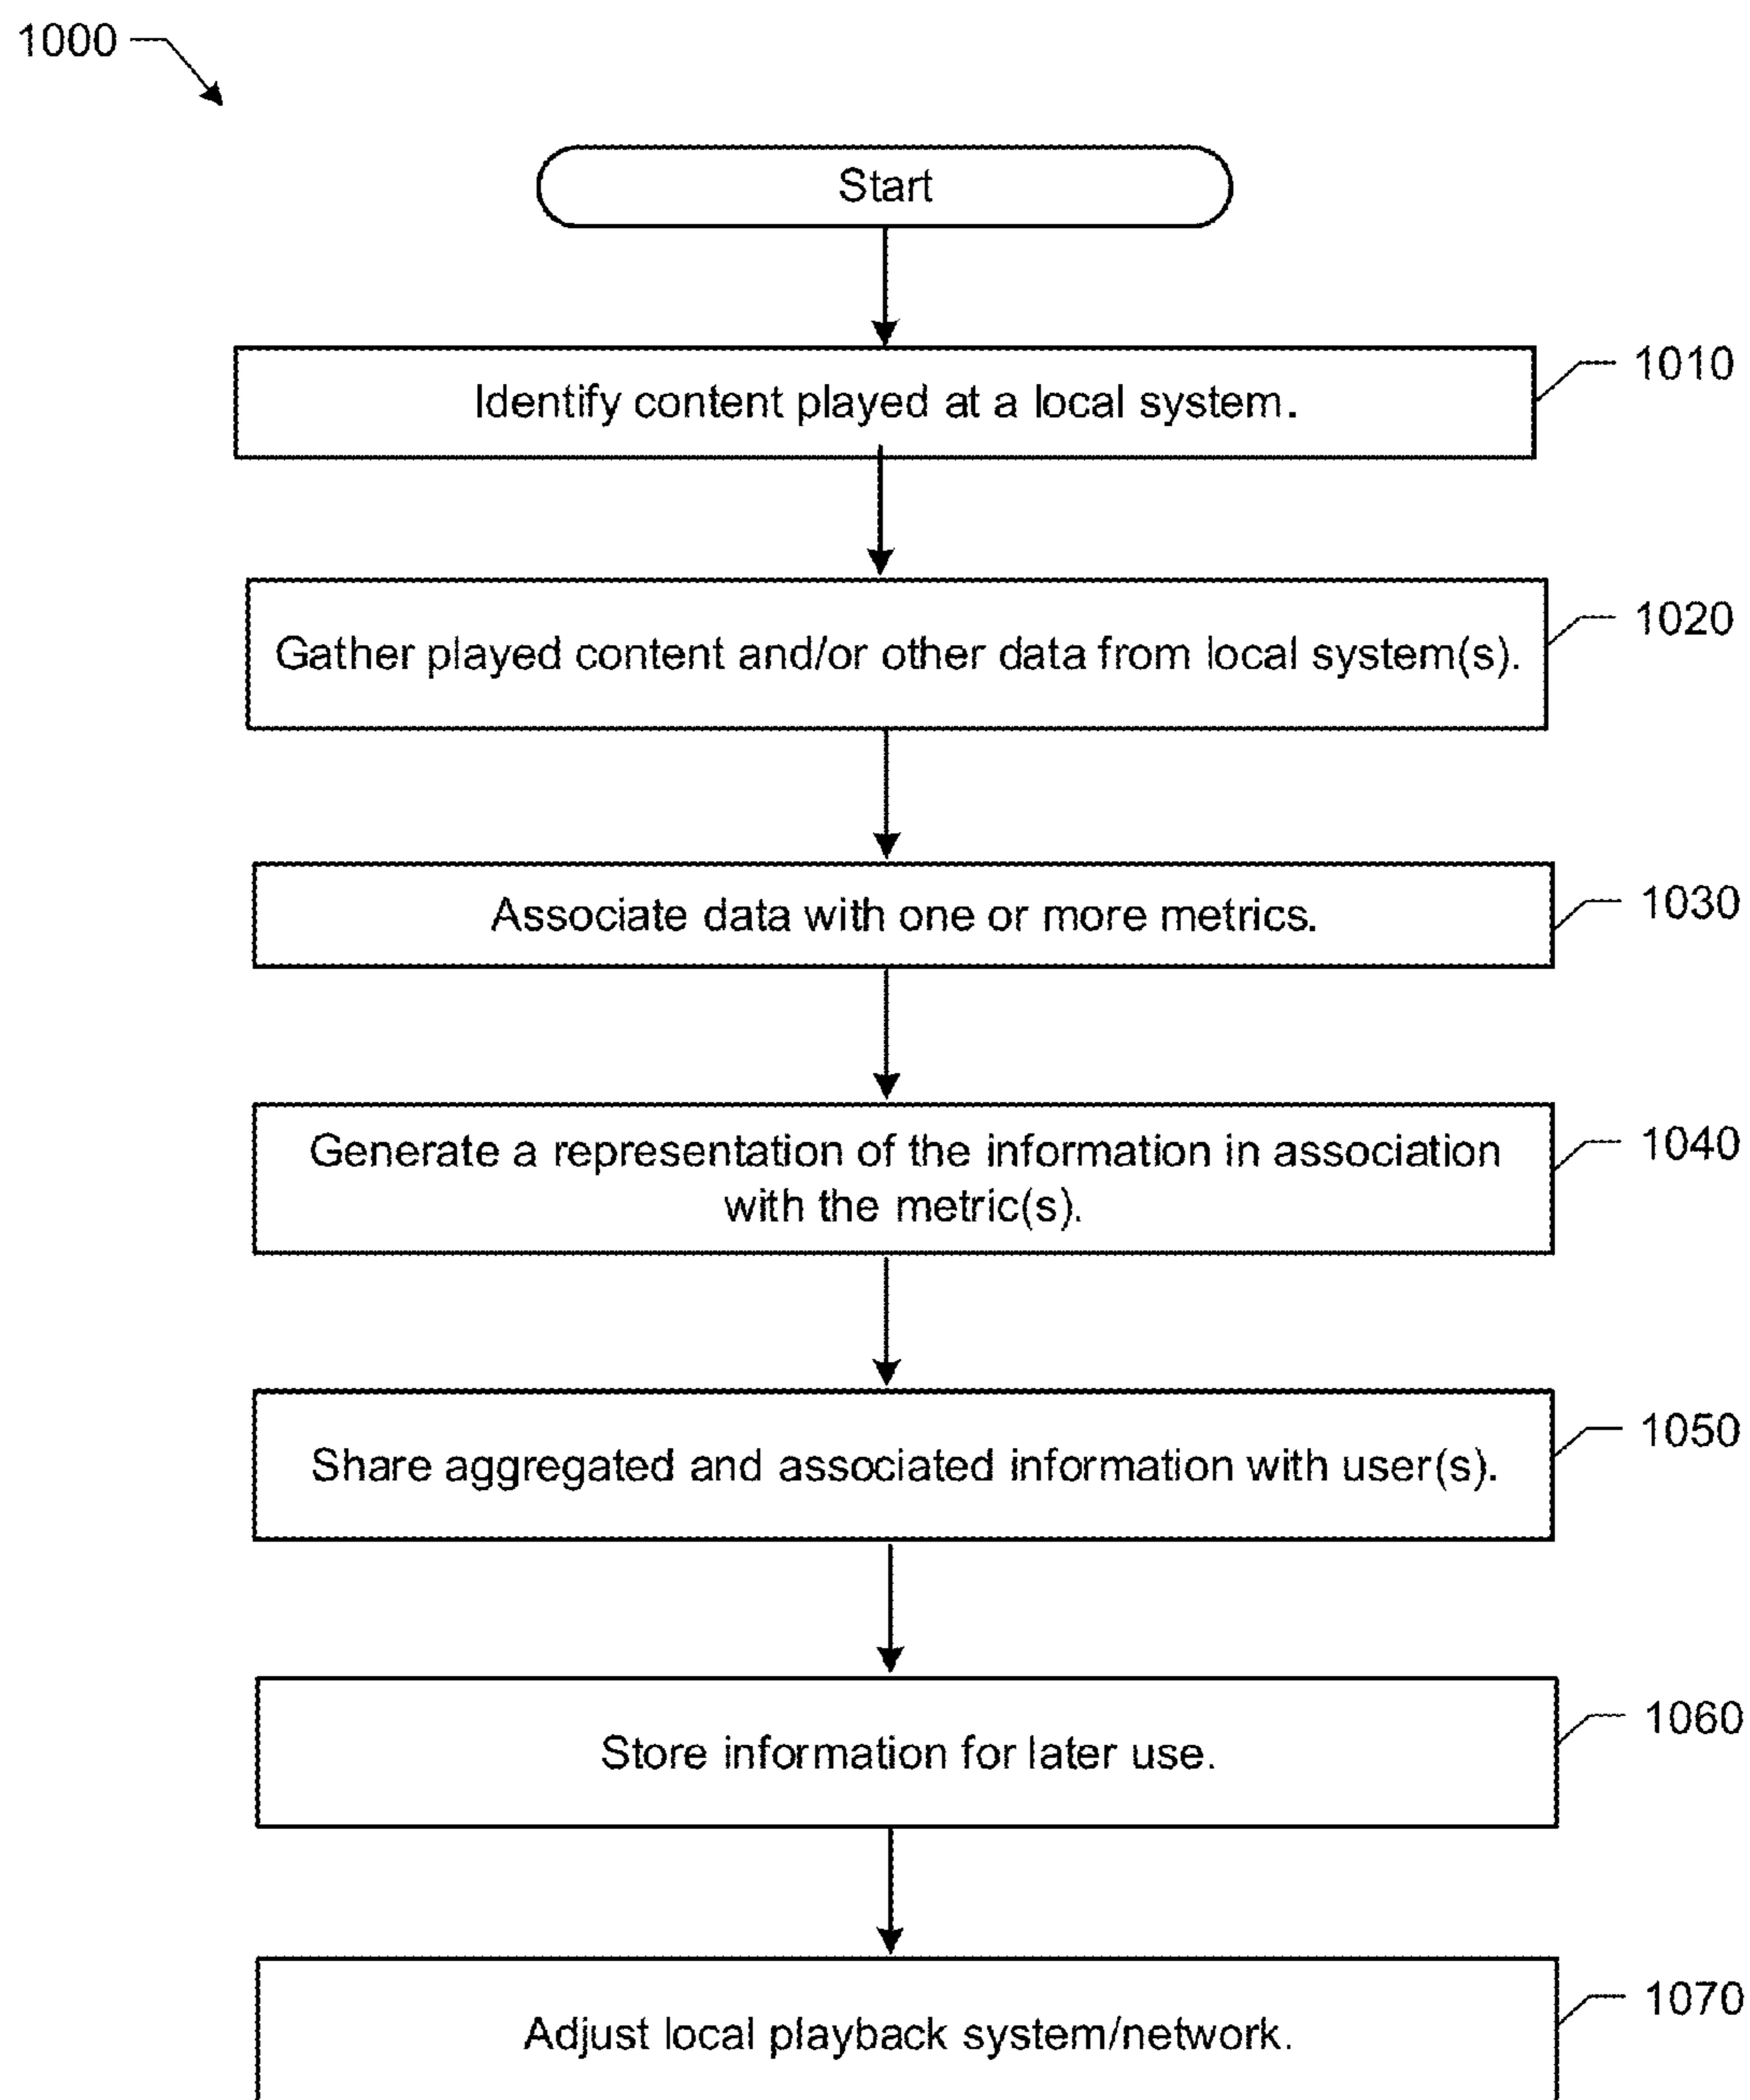 1000
Start
Identify content played at a local system.
1010
Gather played content and/or other data from local system(s).
1020
Associate data with one or more metrics.
1030
Generate a representation of the information in association
with the metric(s).
1040
Share aggregated and associated information with user(s).
1050
Store information for later use.
1060
Adjust local playback system/network.
1070